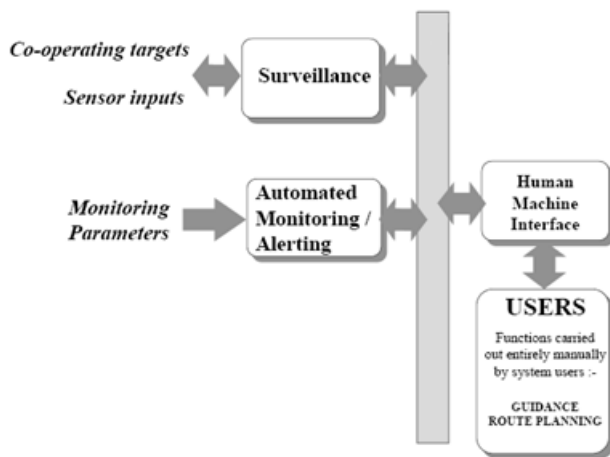 Co-operating targets
Sensor inputs
Surveillance
Monitoring
Parameters
Automated
Monitoring /
Alerting
Human
Machine
Interface
USERS
Functions carried
out entirely manually
by system users :-
GUIDANCE
ROUTE PLANNING